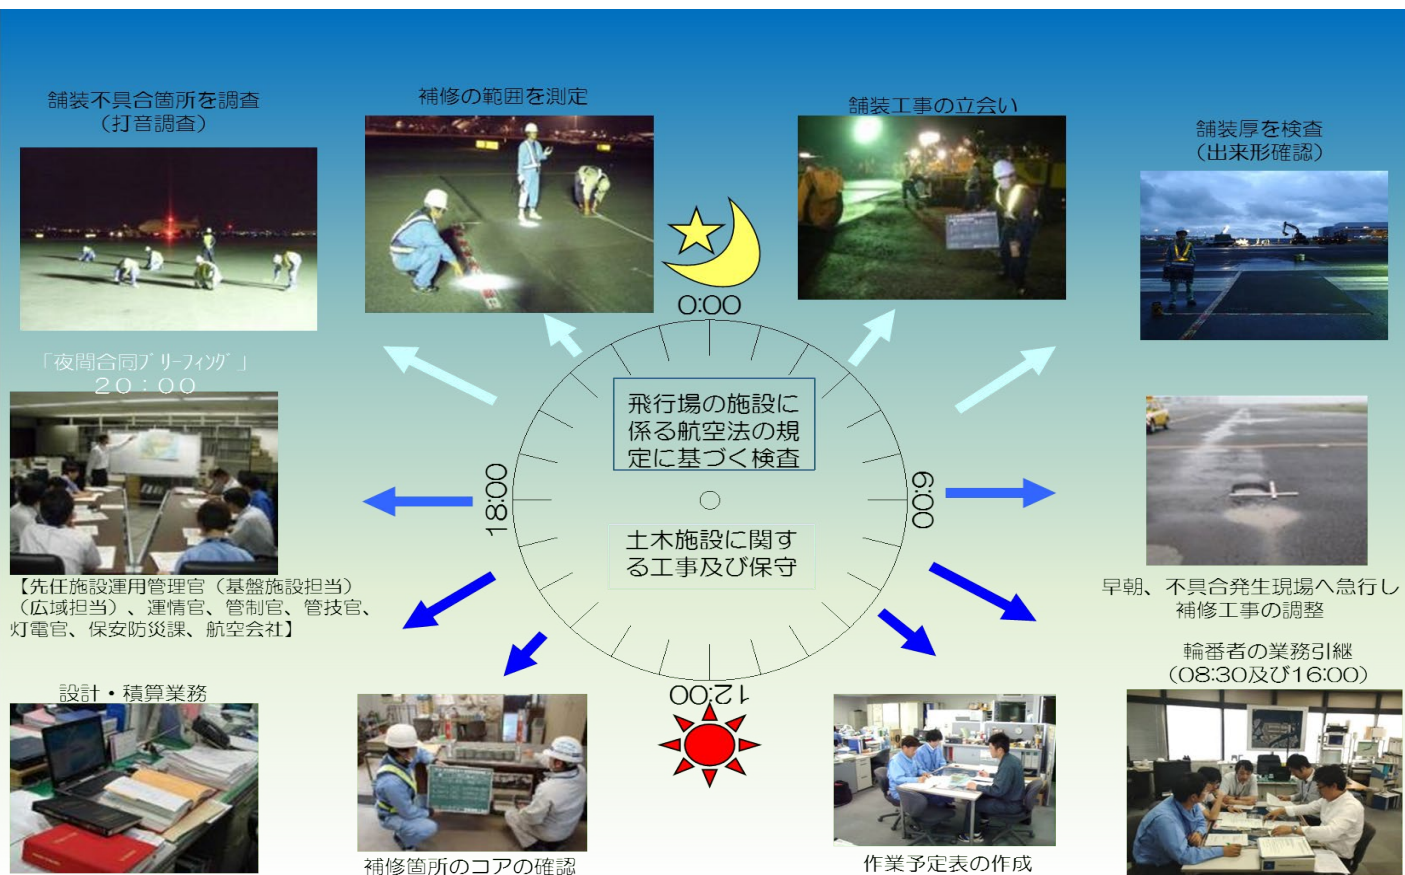 舗装不具合箇所を調査
（打音調査）
補修の範囲を測定
舗装工事の立会い
舗装厚を検査
（出来形確認）
0:00
「夜間合同ﾌﾞﾘｰﾌｨﾝｸﾞ」
２０：００
飛行場の施設に
係る航空法の規
定に基づく検査
18:00
6:00
土木施設に関す
る工事及び保守
【先任施設運用管理官（基盤施設担当）
（広域担当）、運情官、管制官、管技官、
灯電官、保安防災課、航空会社】
早朝、不具合発生現場へ急行し
補修工事の調整
輪番者の業務引継
（08:30及び16:00）
設計・積算業務
12:00
補修箇所のコアの確認
作業予定表の作成